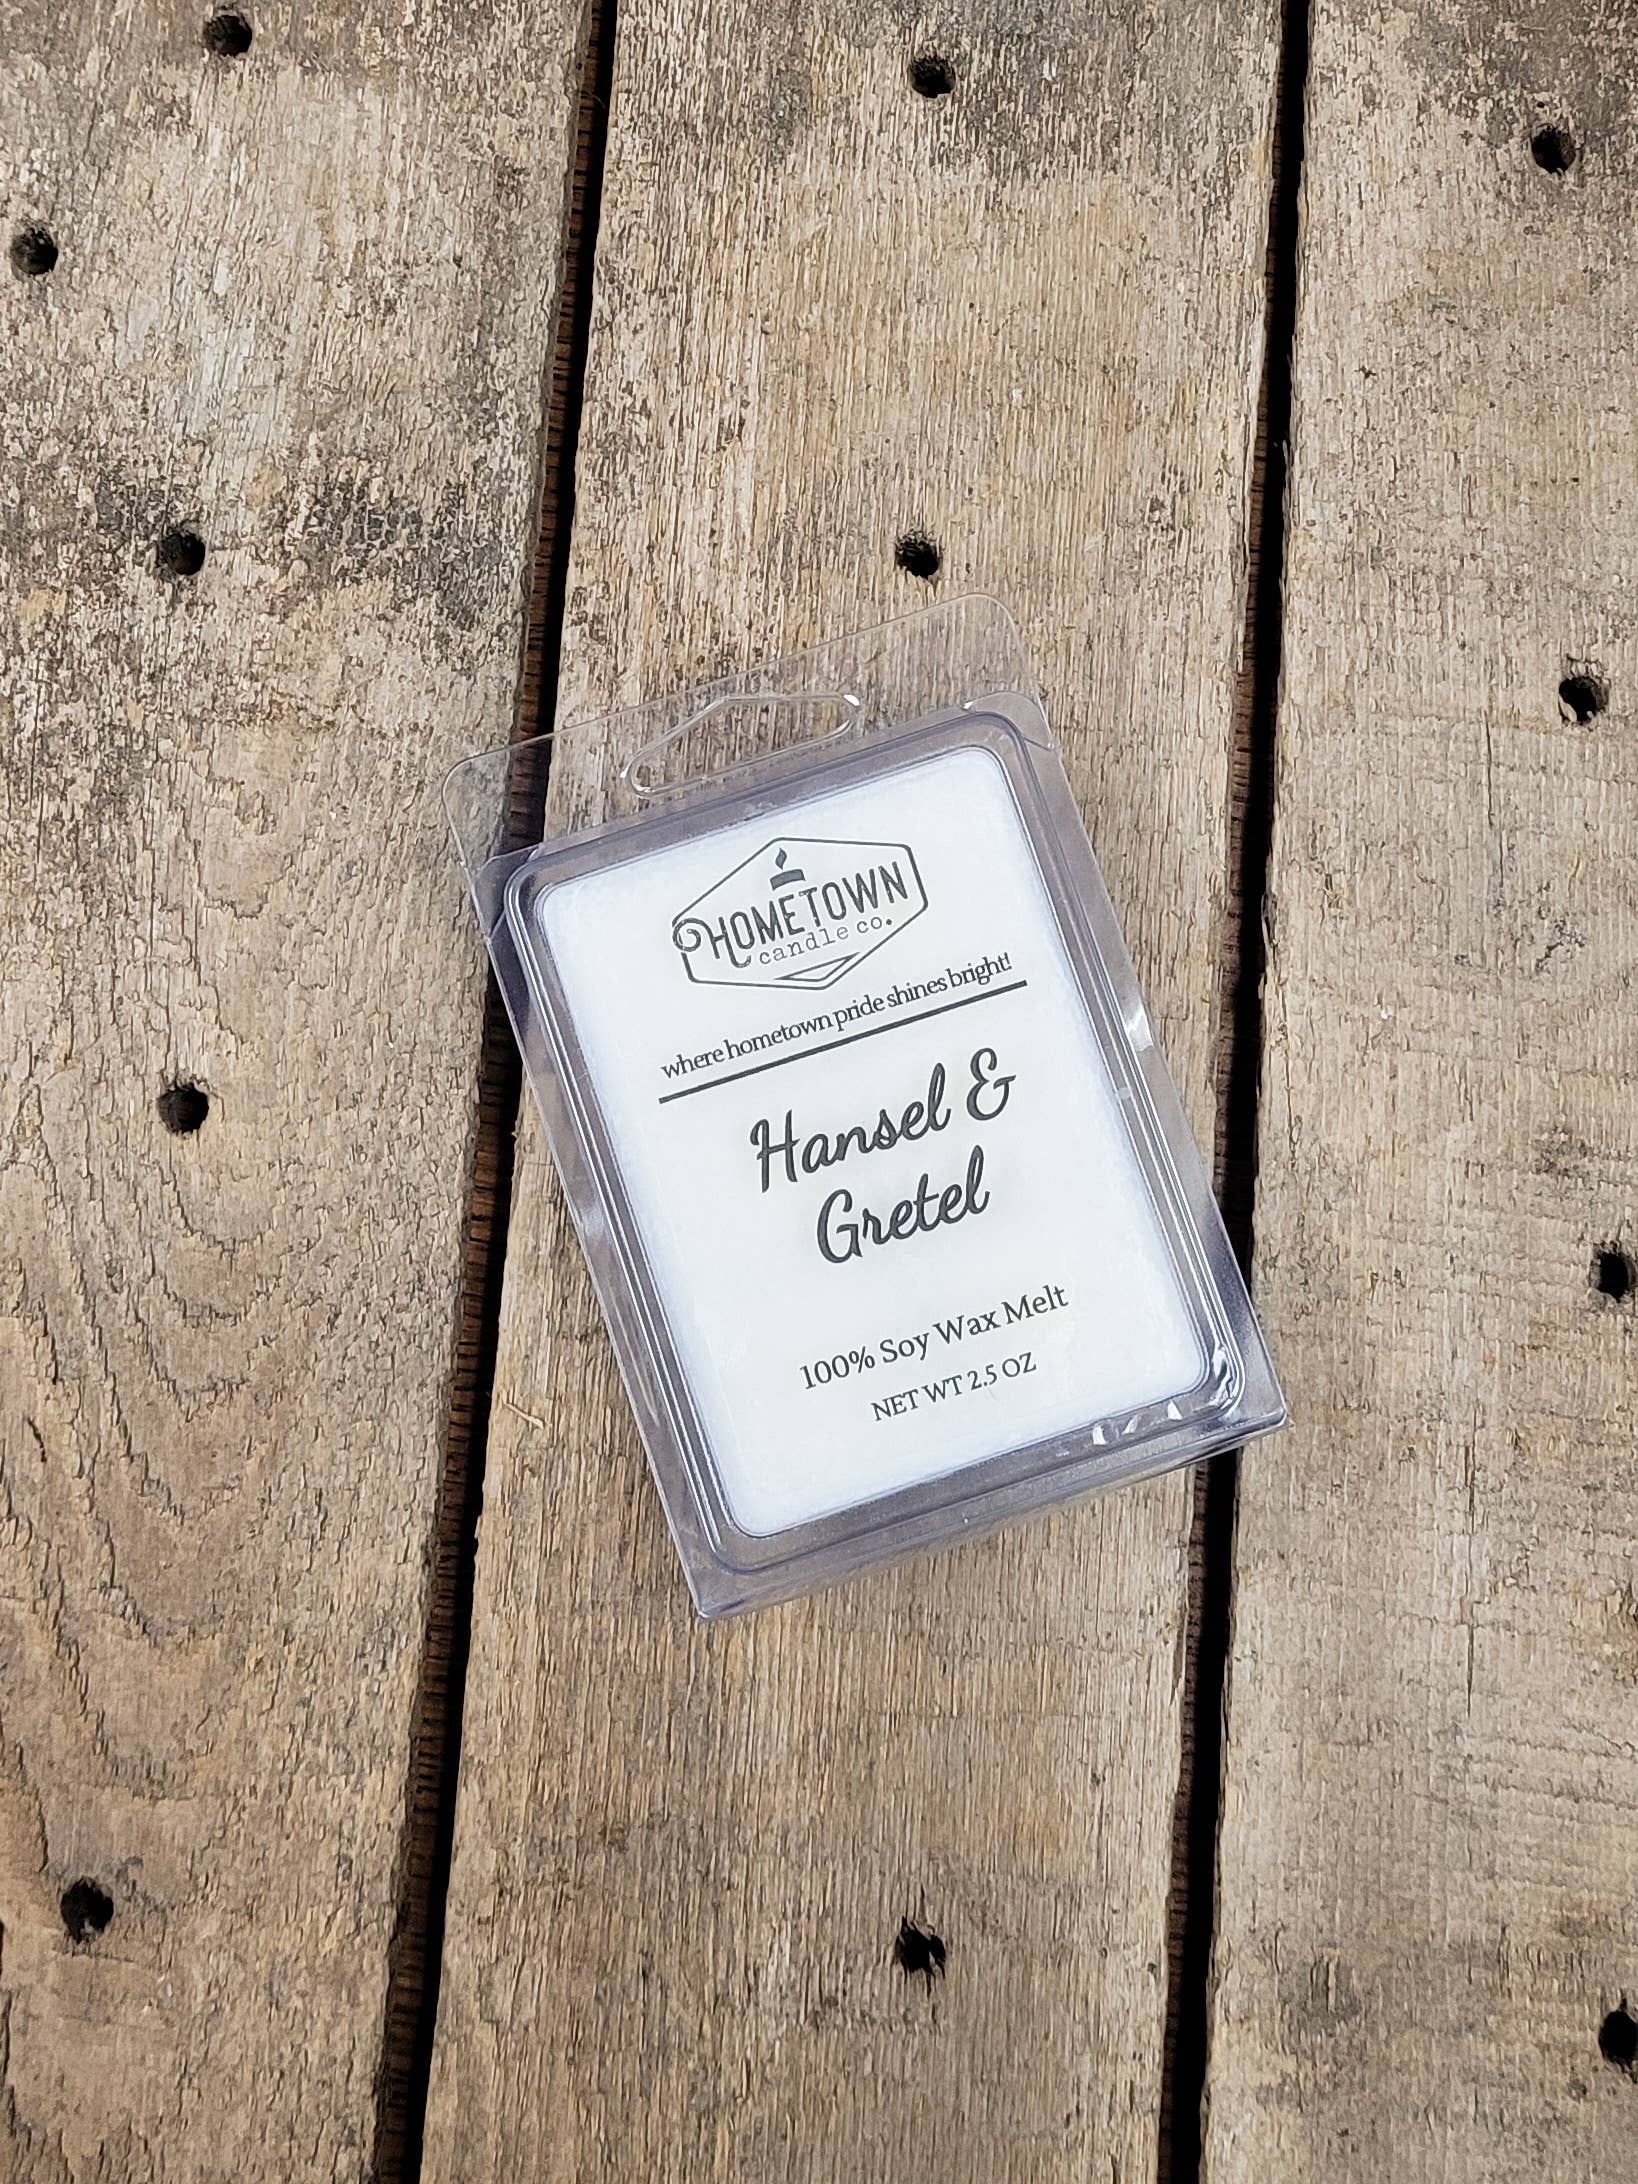 HOMETOWN
candle co.
where hometown pride shines bright!
Hansel &
Gretel
100% Soy Wax Melt
NET WT 2.5 OZ